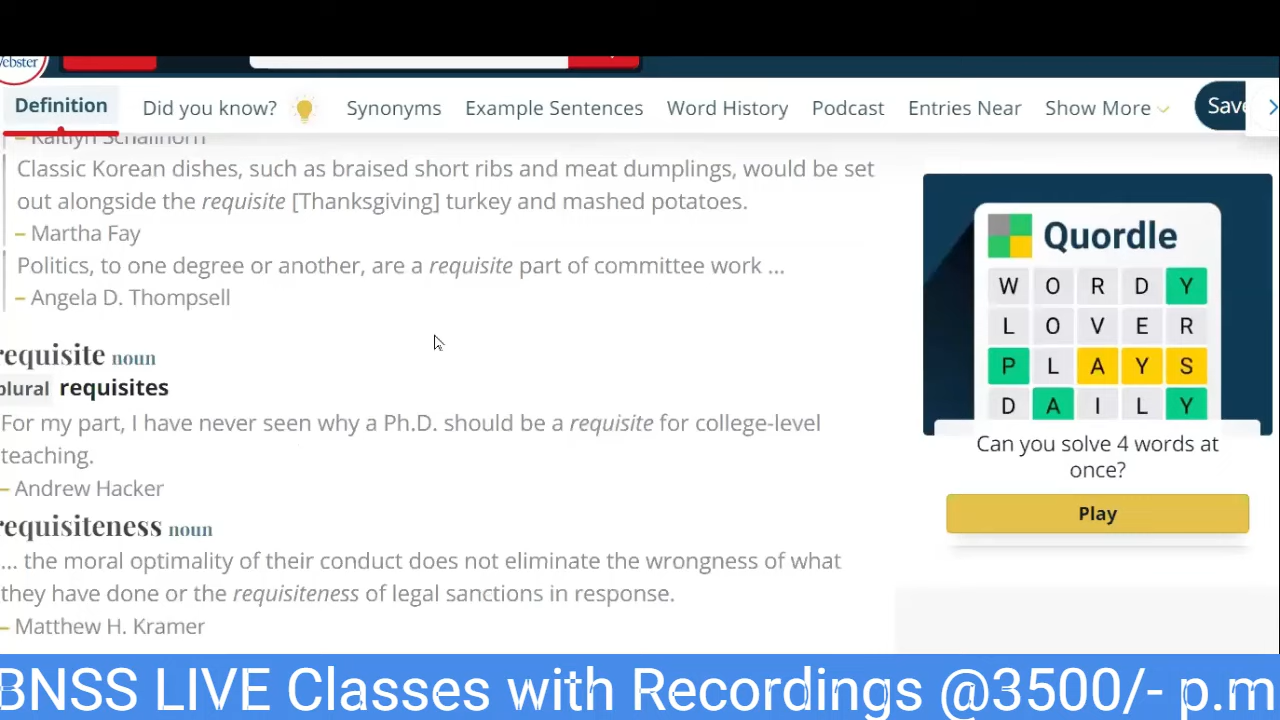 Webster
Definition Did you know? Synonyms Example Sentences Word History Podcast Entries Near Show More Save
– Kaitlyn Schallhorn
Classic Korean dishes, such as braised short ribs and meat dumplings, would be set
out alongside the requisite [Thanksgiving] turkey and mashed potatoes.
– Martha Fay
Politics, to one degree or another, are a requisite part of committee work ...
– Angela D. Thompsell
requisite noun
plural requisites
For my part, I have never seen why a Ph.D. should be a requisite for college-level
teaching.
– Andrew Hacker
requisiteness noun
... the moral optimality of their conduct does not eliminate the wrongness of what
they have done or the requisiteness of legal sanctions in response.
– Matthew H. Kramer
Quordle
W O R D Y
L O V E R
P L A Y S
D A I L Y
Can you solve 4 words at
once?
Play
BNSS LIVE Classes with Recordings @3500/- p.m